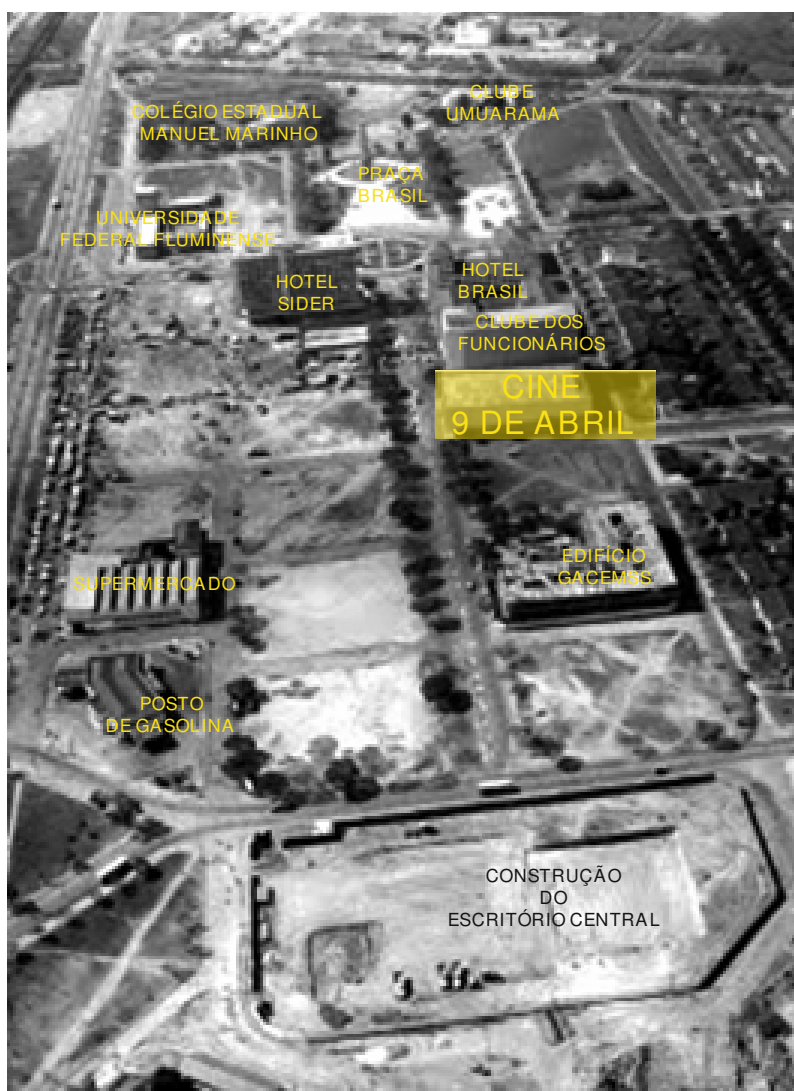 CLUBE
UMUARAMA
COLÉGIO ESTADUAL
MANUEL MARINHO
PRAÇA
BRASIL
UNIVERSIDADE
FEDERAL FLUMINENSE
HOTEL
SIDER
HOTEL
BRASIL
CLUBE DOS
FUNCIONÁRIOS
CINE
9 DE ABRIL
EDIFÍCIO
GACEMSS
SUPERMERCADO
POSTO
DE GASOLINA
CONSTRUÇÃO
DO
ESCRITÓRIO CENTRAL